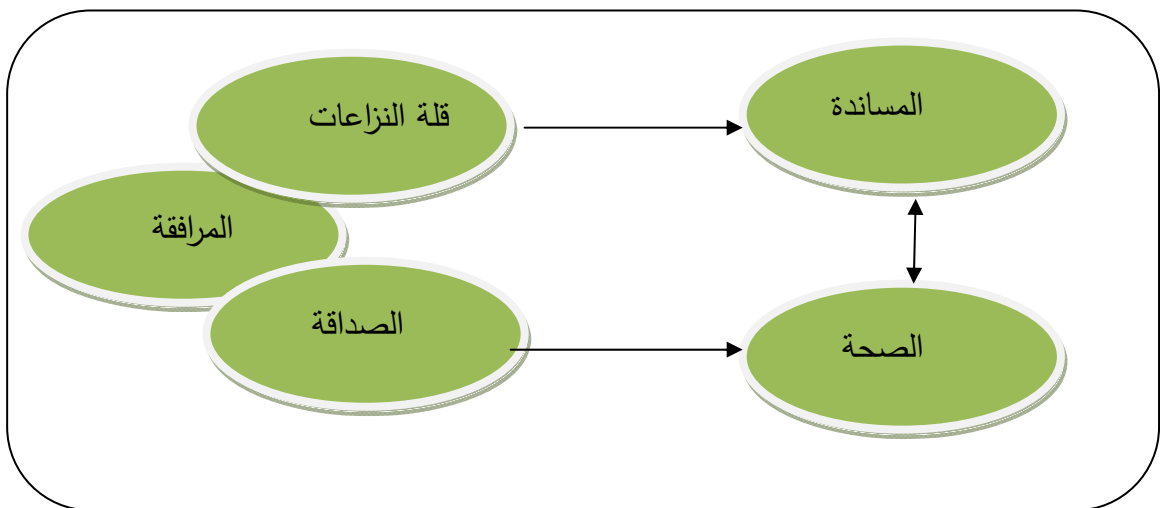 المساندة
قلة النزاعات
المرافقة
الصداقة
الصحة